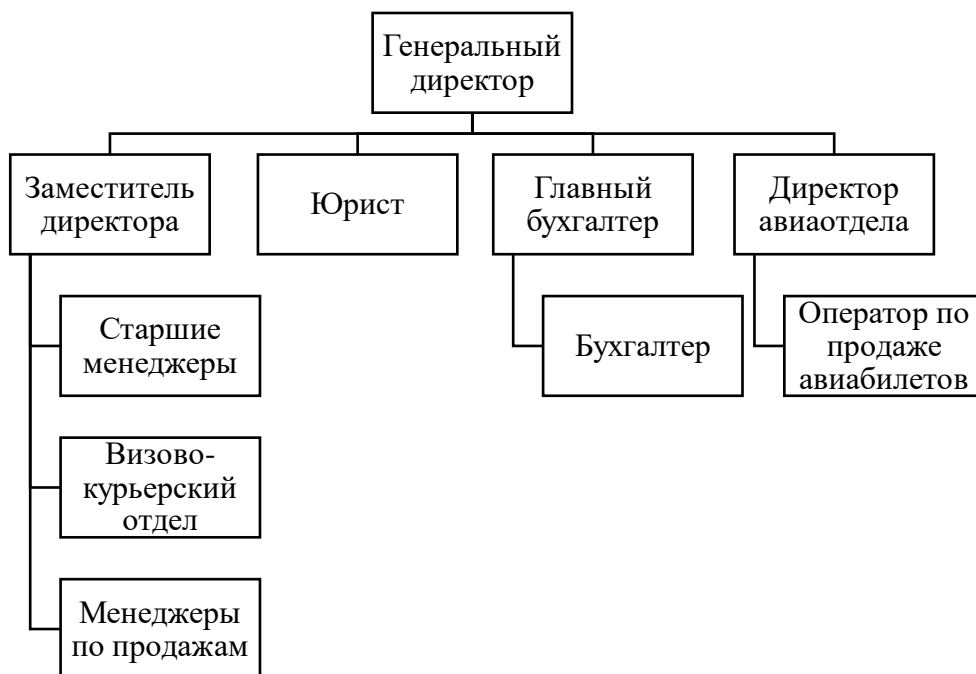 Генеральный
директор
Заместитель
директора
Юрист
Главный
бухгалтер
Директор
авиаотдела
Старшие
менеджеры
Бухгалтер
Оператор по
продаже
авиабилетов
Визово-
курьерский
отдел
Менеджеры
по продажам